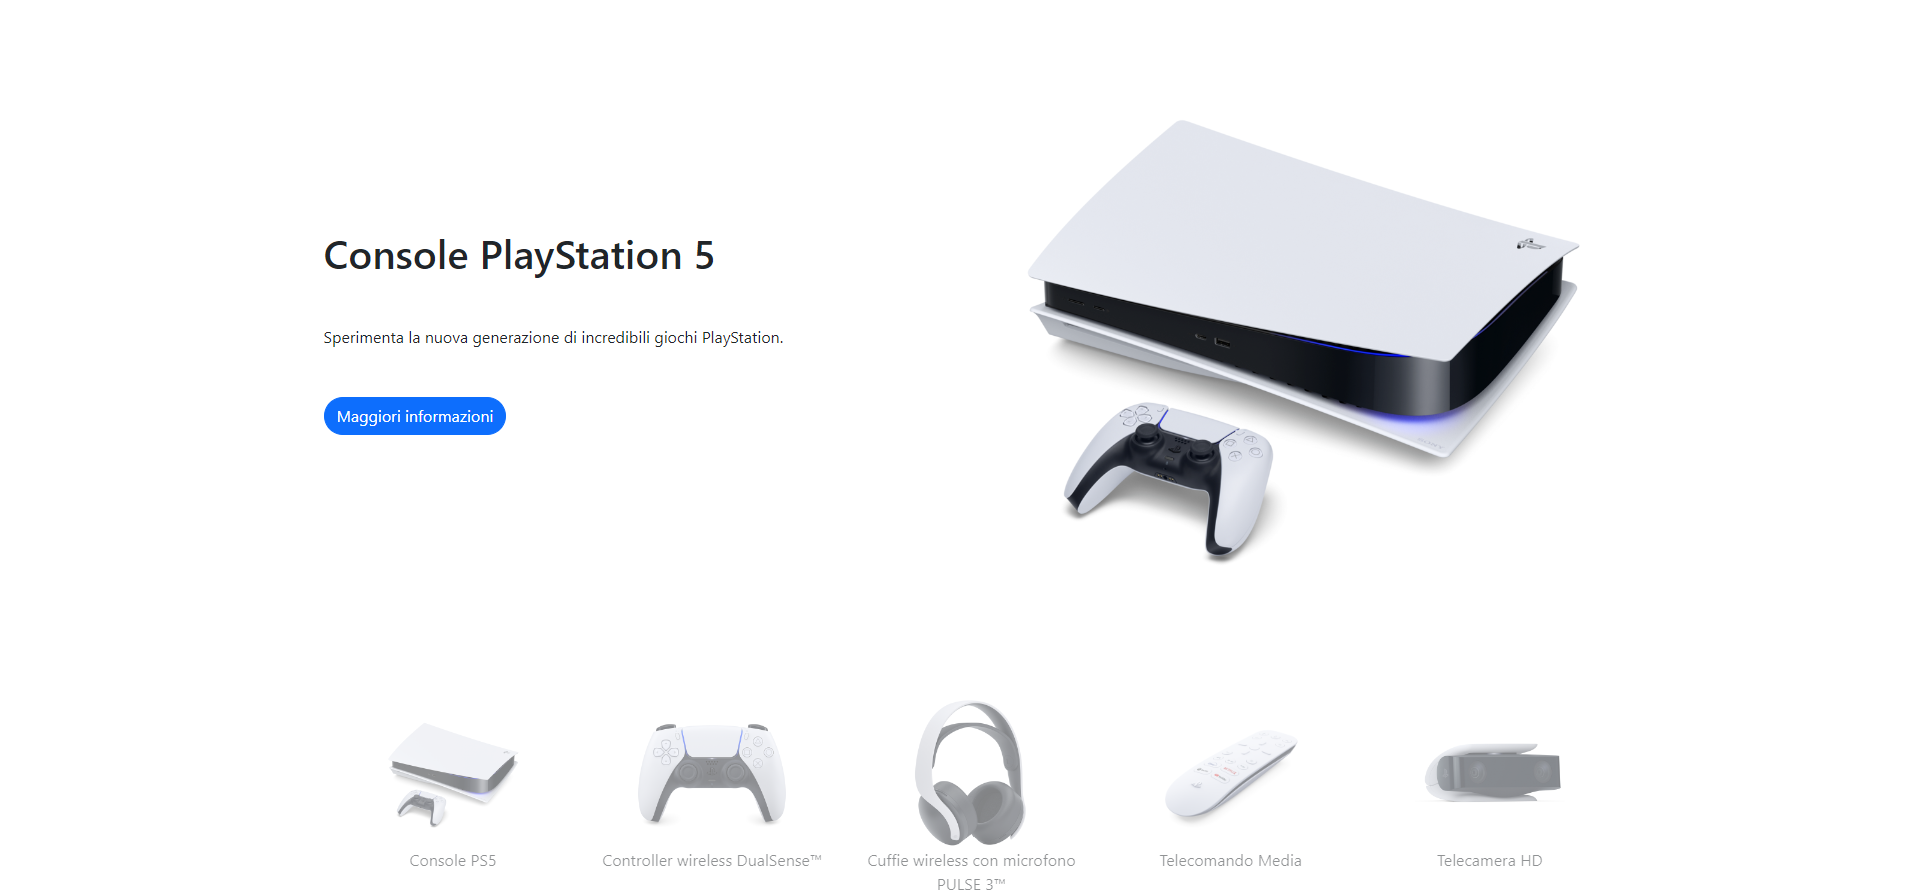 Console PlayStation 5
Sperimenta la nuova generazione di incredibili giochi PlayStation.
Maggiori informazioni
Console PS5
Controller wireless DualSense™
Cuffie wireless con microfono
PULSE 3™
Telecomando Media
Telecamera HD